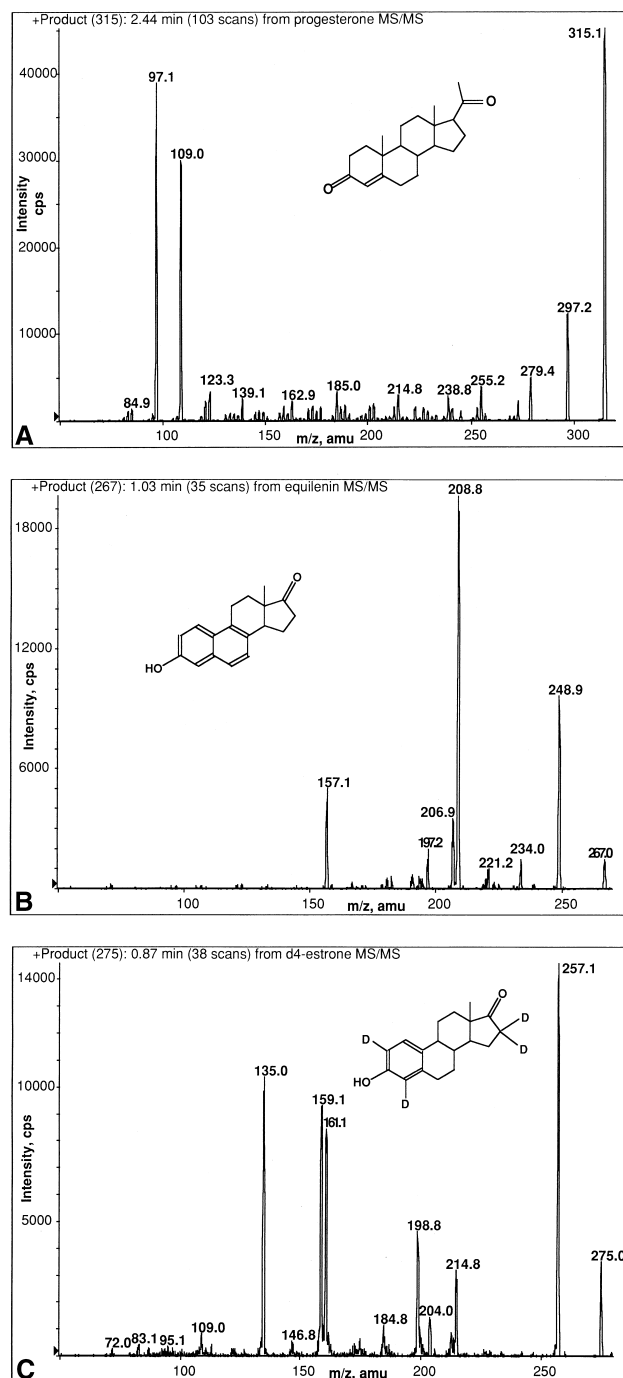 +Product (315): 2.44 min (103 scans) from progesterone MS/MS
315.1
97.1
40000
O
109.0
30000
Intensity
cps
O
20000
297.2
10000
279.4
123.3
139.1
162.9
185.0
214.8
238.8
255.2
84.9
100
150
200
250
300
m/z, amu
A
+Product (267): 1.03 min (35 scans) from equilenin MS/MS
208.8
18000
O
HO
12000
248.9
Intensity, cps
6000
157.1
206.9
197.2
221.2
234.0
267.0
100
150
200
250
m/z, amu
B
+Product (275): 0.87 min (38 scans) from d4-estrone MS/MS
257.1
14000
O
D
D
D
HO
D
135.0
10000
159.1
161.1
Intensity, cps
5000
198.8
214.8
275.0
204.0
184.8
109.0
146.8
72.0
83.1
95.1
100
150
200
250
m/z, amu
C